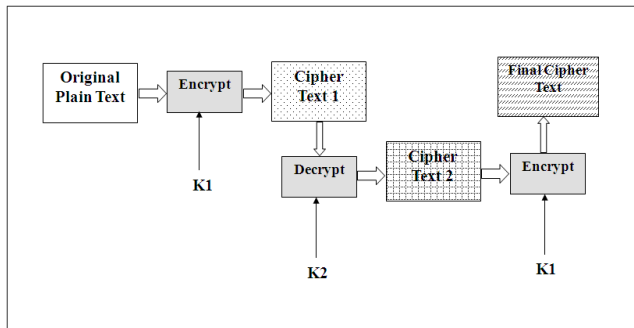 Original
Plain Text
Encrypt
K1
Cipher
Text 1
Decrypt
K2
Cipher
Text 2
Encrypt
K1
Final Cipher
Text